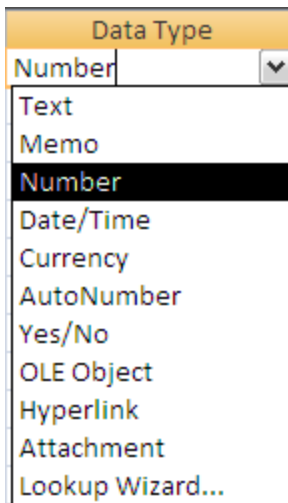 Data Type
Number
Text
Memo
Number
Date/Time
Currency
AutoNumber
Yes/No
OLE Object
Hyperlink
Attachment
Lookup Wizard...